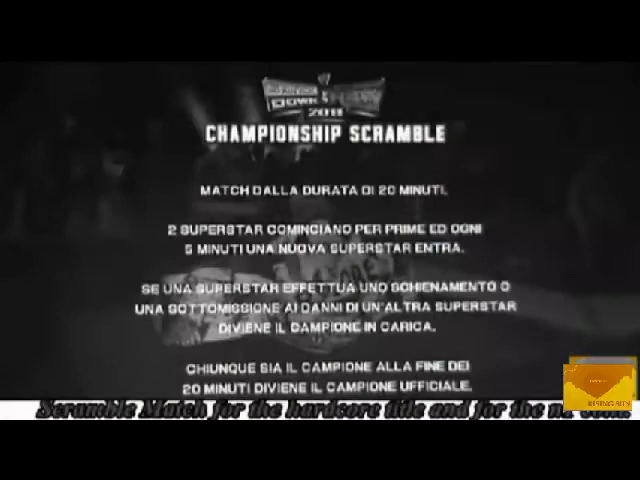 2011
CHAMPIONSHIP SCRAMBLE
MATCH DALLA DURATA DI 20 MINUTI.
2 SUPERSTAR COMINCIANO PER PRIME ED OGNI
5 MINUTI UNA NUOVA SUPERSTAR ENTRA.
SE UNA SUPERSTAR EFFETTUA UNO SCHIENAMENTO O
UNA SOTTOMISSIONE AI DANNI DI UN'ALTRA SUPERSTAR
DIVIENE IL CAMPIONE IN CARICA.
CHIUNQUE SIA IL CAMPIONE ALLA FINE DEI
20 MINUTI DIVIENE IL CAMPIONE UFFICIALE.
RISING SUN
Scramble Match for the hardcore title and for the